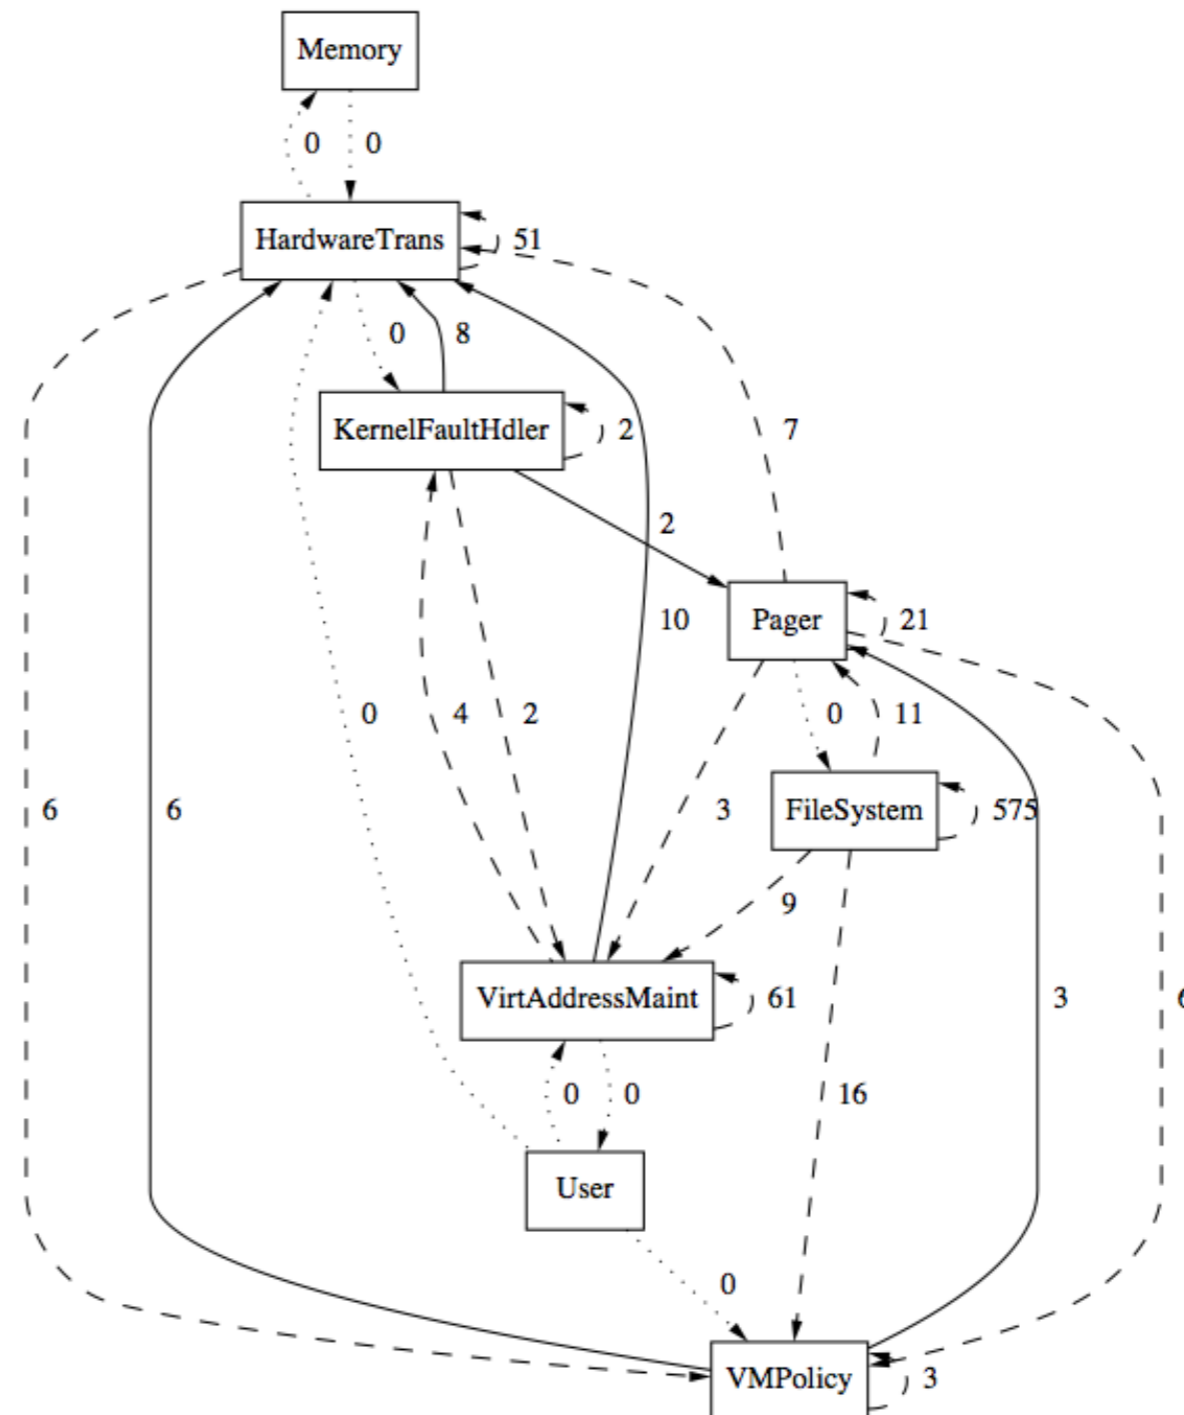 Memory
0 0
HardwareTrans 51
0 8
KernelFaultHdler 2
7
2
Pager 21
10
0 4 2 0 11
6 6 3 FileSystem 575
9
VirtAddressMaint 61
3
0 0 16
User
0
VMPolicy 3